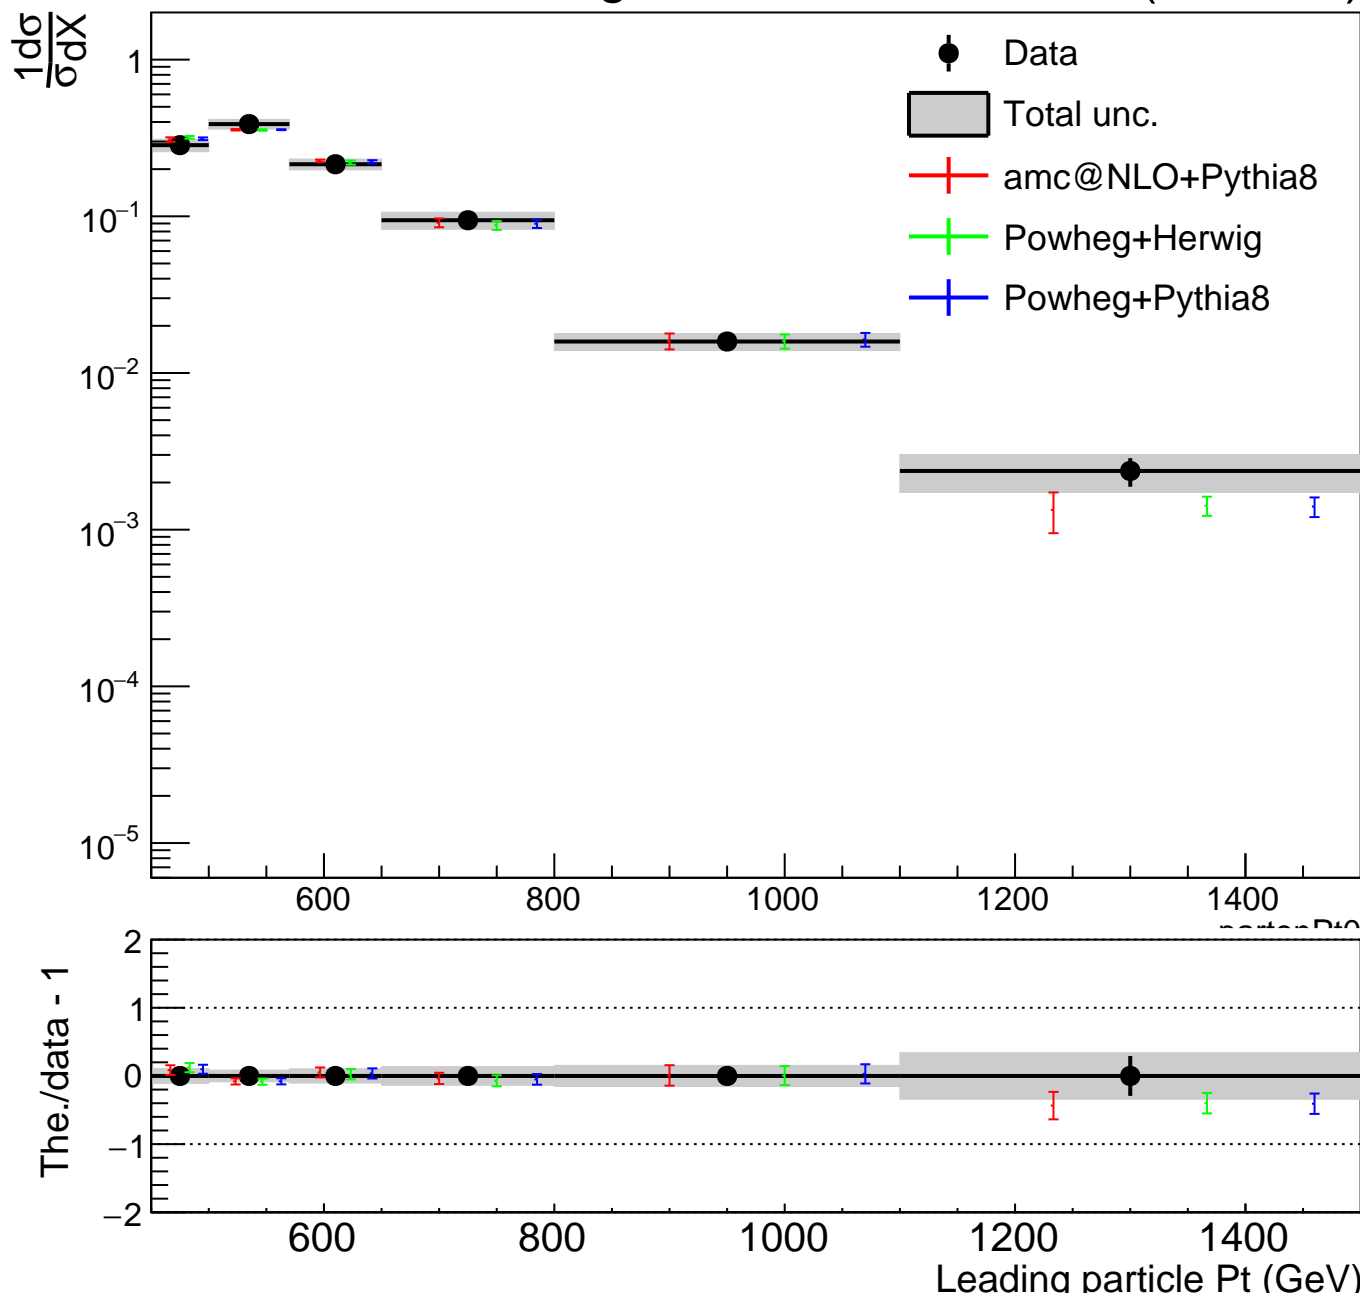 1dσ
σdX
Data
Total unc.
amc@NLO+Pythia8
Powheg+Herwig
Powheg+Pythia8
1
10⁻¹
10⁻²
10⁻³
10⁻⁴
10⁻⁵
600 800 1000 1200 1400
The./data - 1
2
1
0
−1
−2
600 800 1000 1200 1400
Leading particle Pt (GeV)